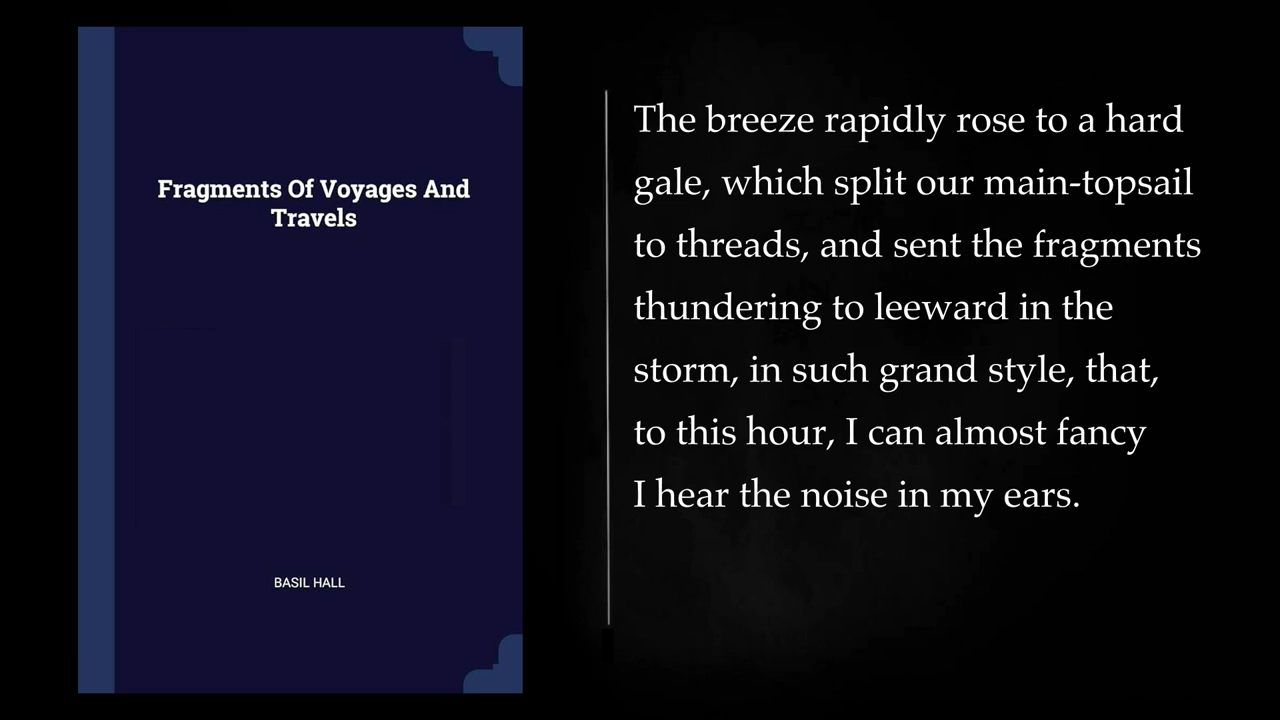 Fragments Of Voyages And
Travels
BASIL HALL
The breeze rapidly rose to a hard
gale, which split our main-topsail
to threads, and sent the fragments
thundering to leeward in the
storm, in such grand style, that,
to this hour, I can almost fancy
I hear the noise in my ears.